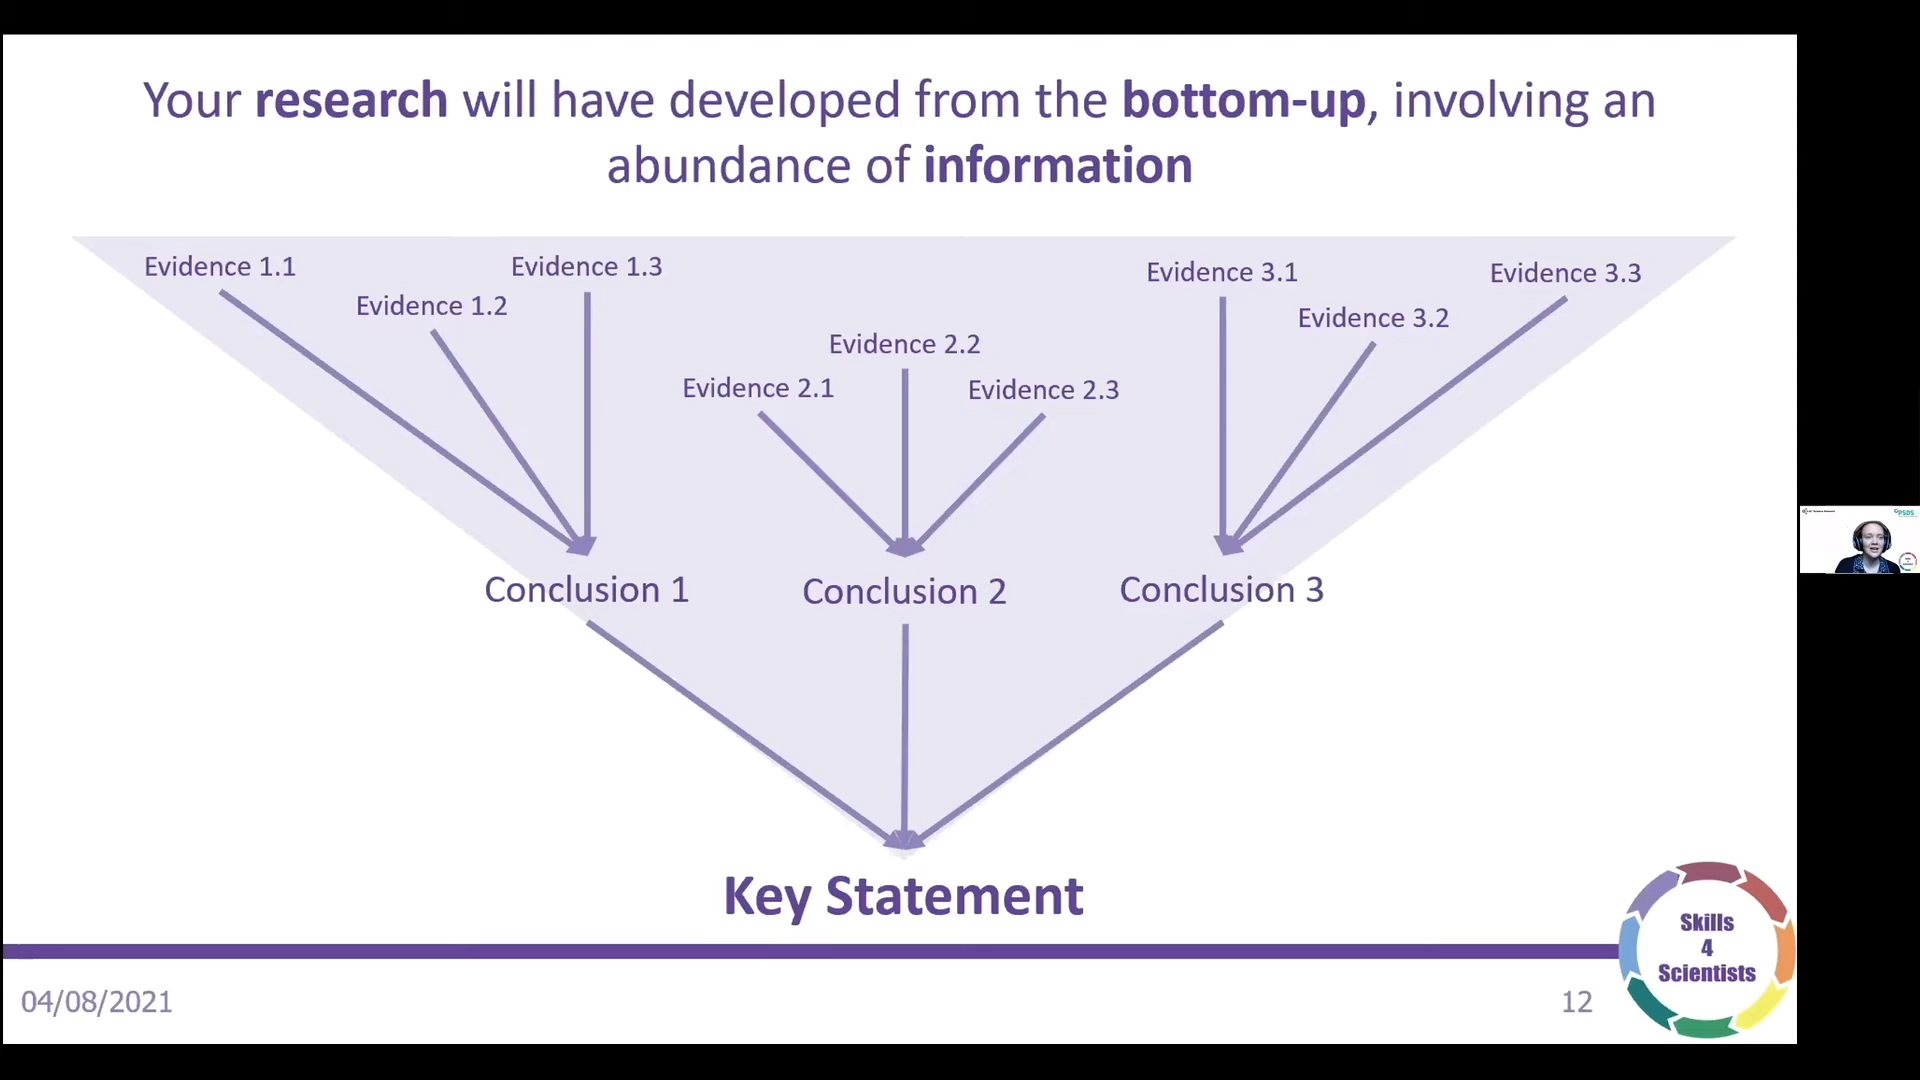 Your research will have developed from the bottom-up, involving an
abundance of information
Evidence 1.1
Evidence 1.2
Evidence 1.3
Evidence 2.1
Evidence 2.2
Evidence 2.3
Evidence 3.1
Evidence 3.2
Evidence 3.3
Conclusion 1
Conclusion 2
Conclusion 3
Key Statement
04/08/2021
12
Skills
4
Scientists
PSDS